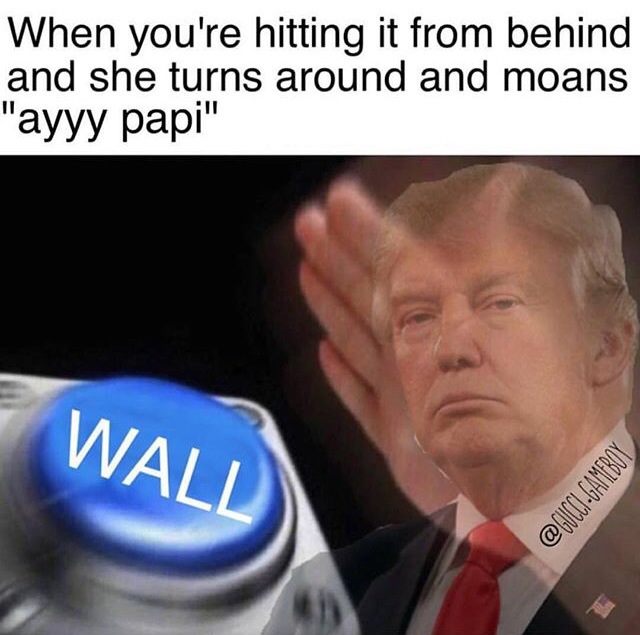 When you're hitting it from behind
and she turns around and moans
"ayyy papi"
WALL
@GUCCI.GAMEBOY